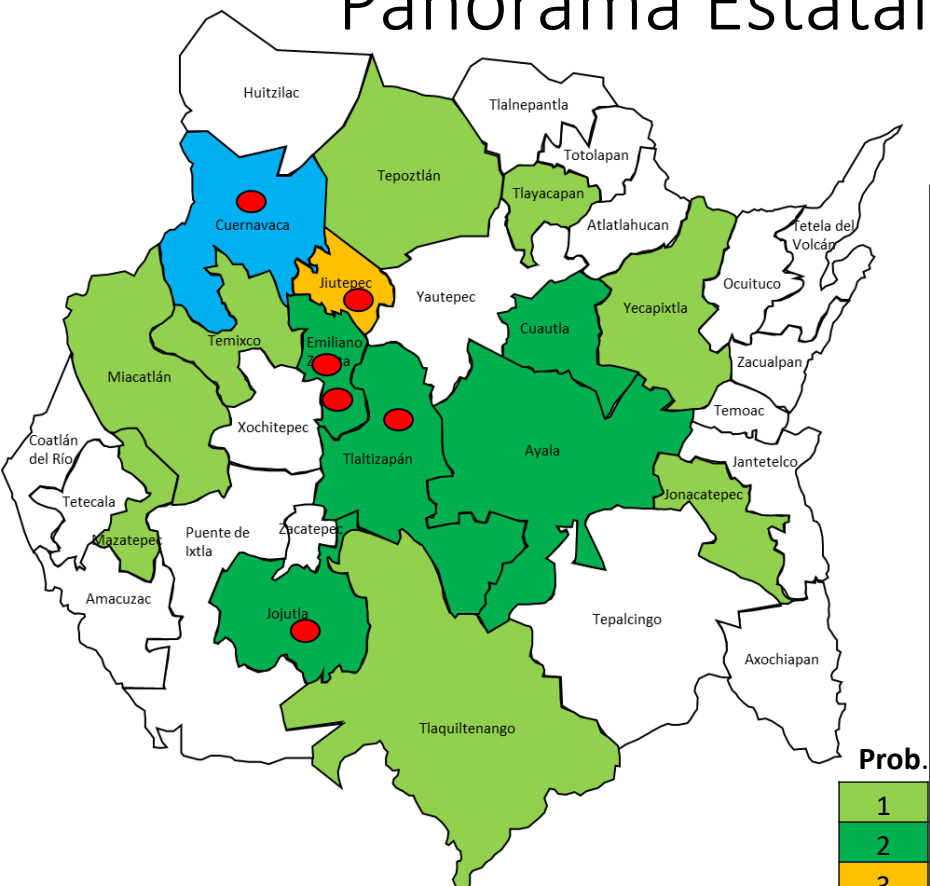 Panorama Estatal
Huitzilac
Tlalnepantla
Totolapan
Tepoztlán
Tlayacapan
Atlatlahucan
Tetela del
Volcán
Cuernavaca
Jiutepec
Yautepec
Ocuituco
Yecapixtla
Cuautla
Temixco
Emiliano
Zacualpan
Miacatlán
Temoac
Xochitepec
Coatlán
del Río
Tlaltizapán
Ayala
Jantetelco
Tetecala
Jonacatepec
Puente de
Ixtla
Zacatepec
Mazatepec
Amacuzac
Jojutla
Tepalcingo
Axochiapan
Tlaquiltenango
Prob.
1
2
3